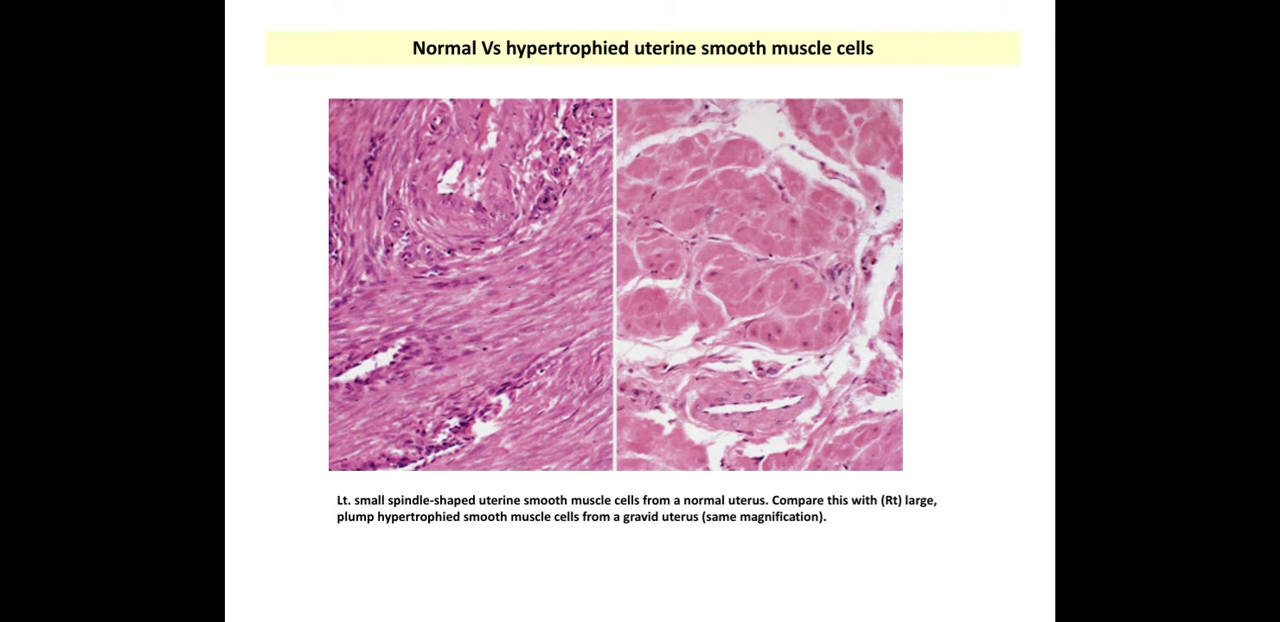 Normal Vs hypertrophied uterine smooth muscle cells
Lt. small spindle-shaped uterine smooth muscle cells from a normal uterus. Compare this with (Rt) large,
plump hypertrophied smooth muscle cells from a gravid uterus (same magnification).